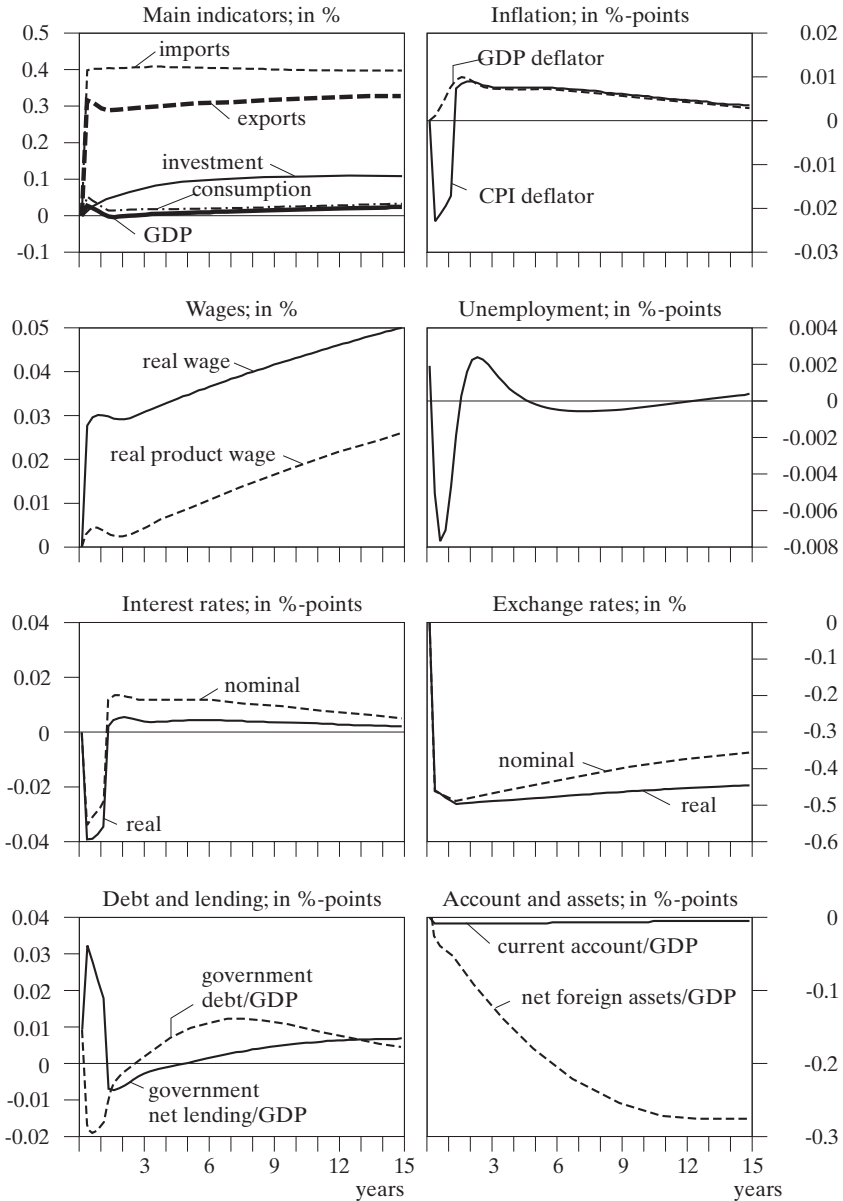 Main indicators; in %
0.5
0.4
0.3
0.2
0.1
0
-0.1
imports
exports
investment
consumption
GDP
Inflation; in %-points
0.02
0.01
0
-0.01
-0.02
-0.03
GDP deflator
CPI deflator
Wages; in %
0.05
0.04
0.03
0.02
0.01
0
real wage
real product wage
Unemployment; in %-points
0.004
0.002
0
-0.002
-0.004
-0.006
-0.008
Interest rates; in %-points
0.04
0.02
0
-0.02
-0.04
nominal
real
Exchange rates; in %
0
-0.1
-0.2
-0.3
-0.4
-0.5
-0.6
nominal
real
Debt and lending; in %-points
0.04
0.03
0.02
0.01
0
-0.01
-0.02
government
debt/GDP
government
net lending/GDP
3 6 9 12 15
years
Account and assets; in %-points
0
-0.1
-0.2
-0.3
current account/GDP
net foreign assets/GDP
3 6 9 12 15
years